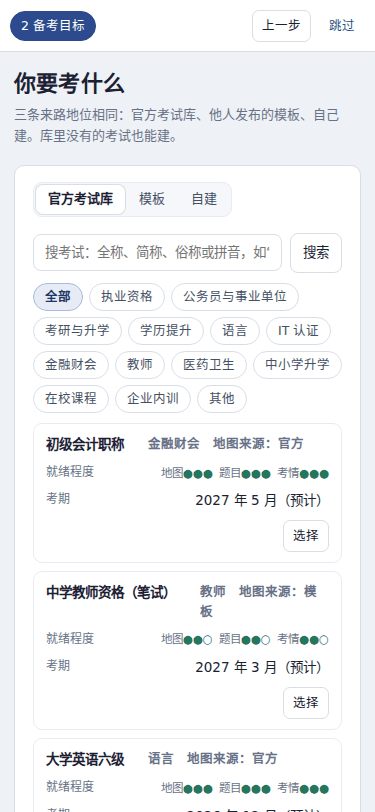 2 备考目标 上一步 跳过
你要考什么
三条来路地位相同：官方考试库、他人发布的模板、自己
建。库里没有的考试也能建。
官方考试库 模板 自建
搜考试：全称、简称、俗称或拼音，如 搜索
全部 执业资格 公务员与事业单位
考研与升学 学历提升 语言 IT 认证
金融财会 教师 医药卫生 中小学升学
在校课程 企业内训 其他
初级会计职称 金融财会 地图来源：官方
就绪程度 地图●●● 题目●●● 考情●●●
考期 2027 年 5 月（预计）
选择
中学教师资格（笔试） 教师 地图来源：模
板
就绪程度 地图●●○ 题目●●○ 考情●●○
考期 2027 年 3 月（预计）
选择
大学英语六级 语言 地图来源：官方
就绪程度 地图●●● 题目●●● 考情●●●